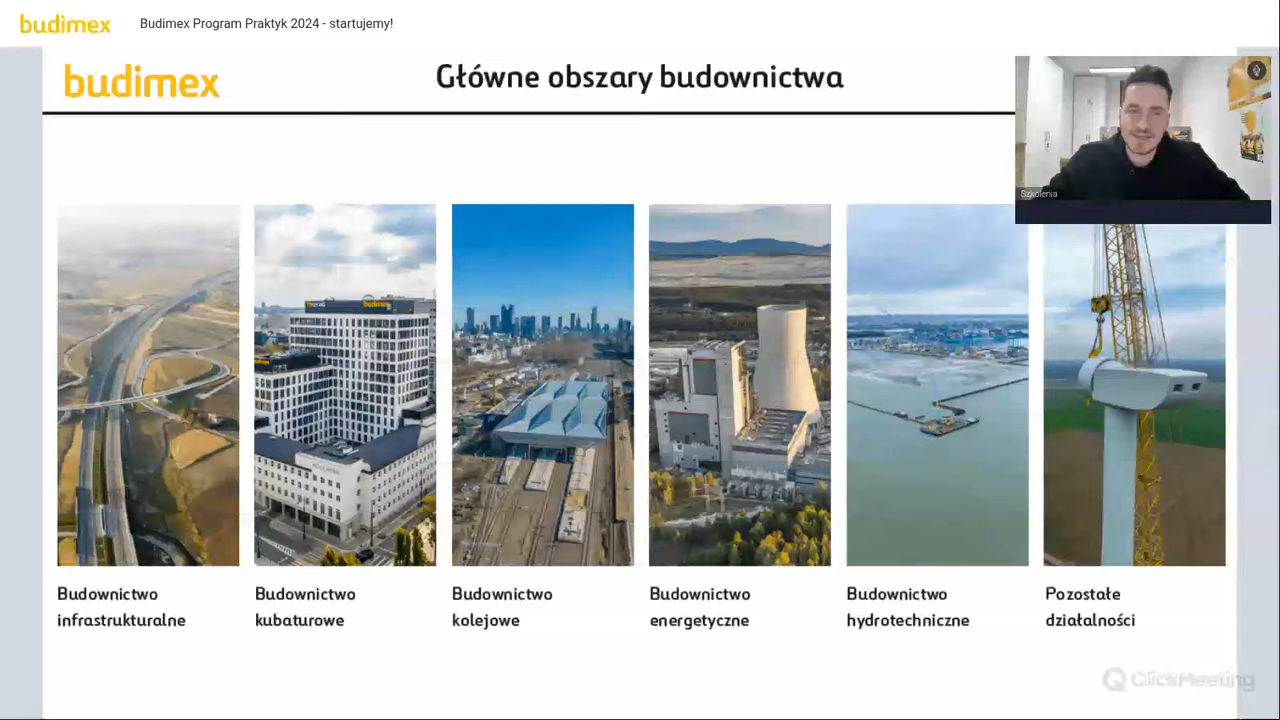 budimex
Budimex Program Praktyk 2024 - startujemy!
budimex
Główne obszary budownictwa
Szkolenia
budimex
Budownictwo
infrastrukturalne
Budownictwo
kubaturowe
Budownictwo
kolejowe
Budownictwo
energetyczne
Budownictwo
hydrotechniczne
Pozostałe
działalności
ClickMeeting